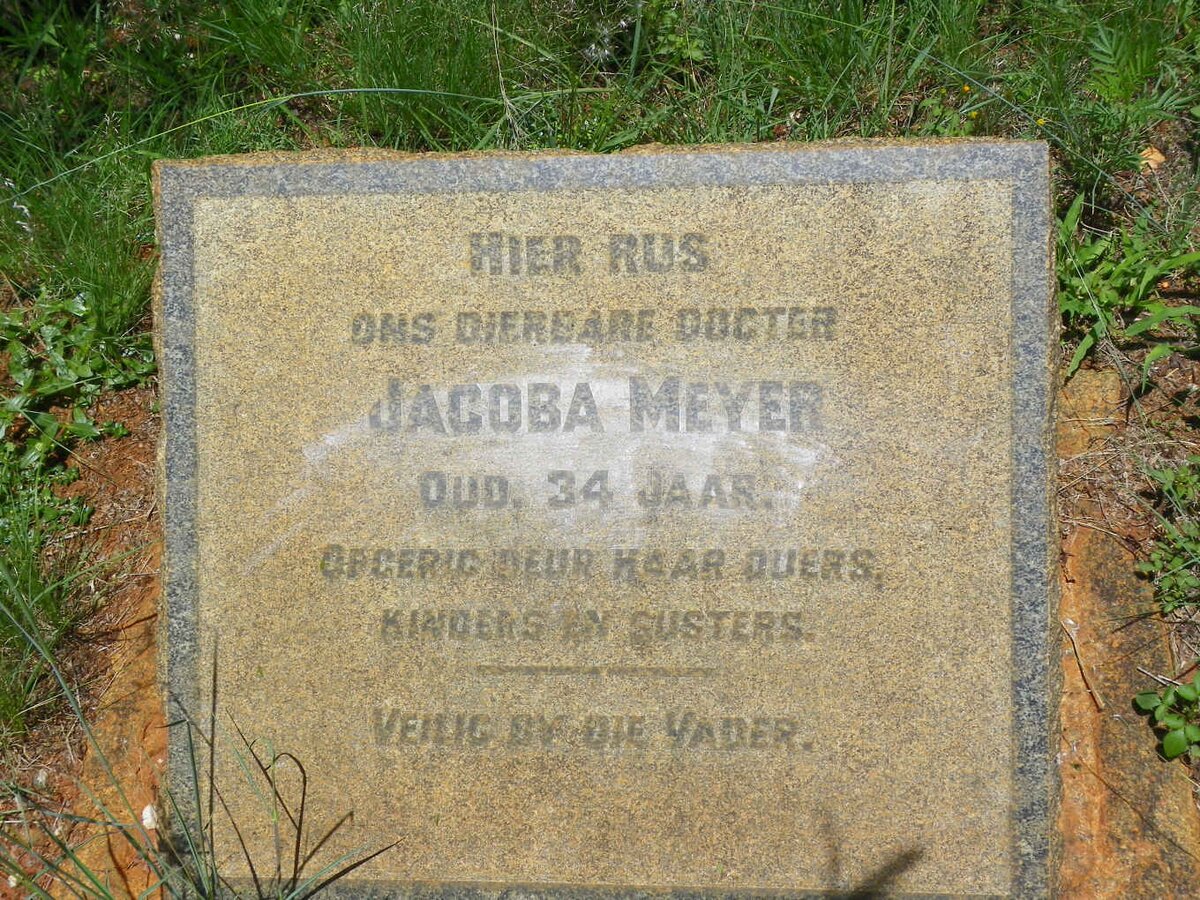 HIER RUS
ONS DIERBARE DOGTER
JACOBA MEYER
OUD. 34 JAAR.
OPGERIG DEUR HAAR OUERS,
KINDERS EN SUSTERS.
VEILIG BY DIE VADER.